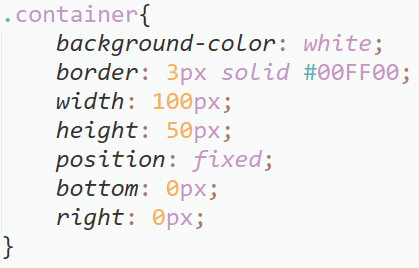 .container{
    background-color: white;
    border: 3px solid #00FF00;
    width: 100px;
    height: 50px;
    position: fixed;
    bottom: 0px;
    right: 0px;
}